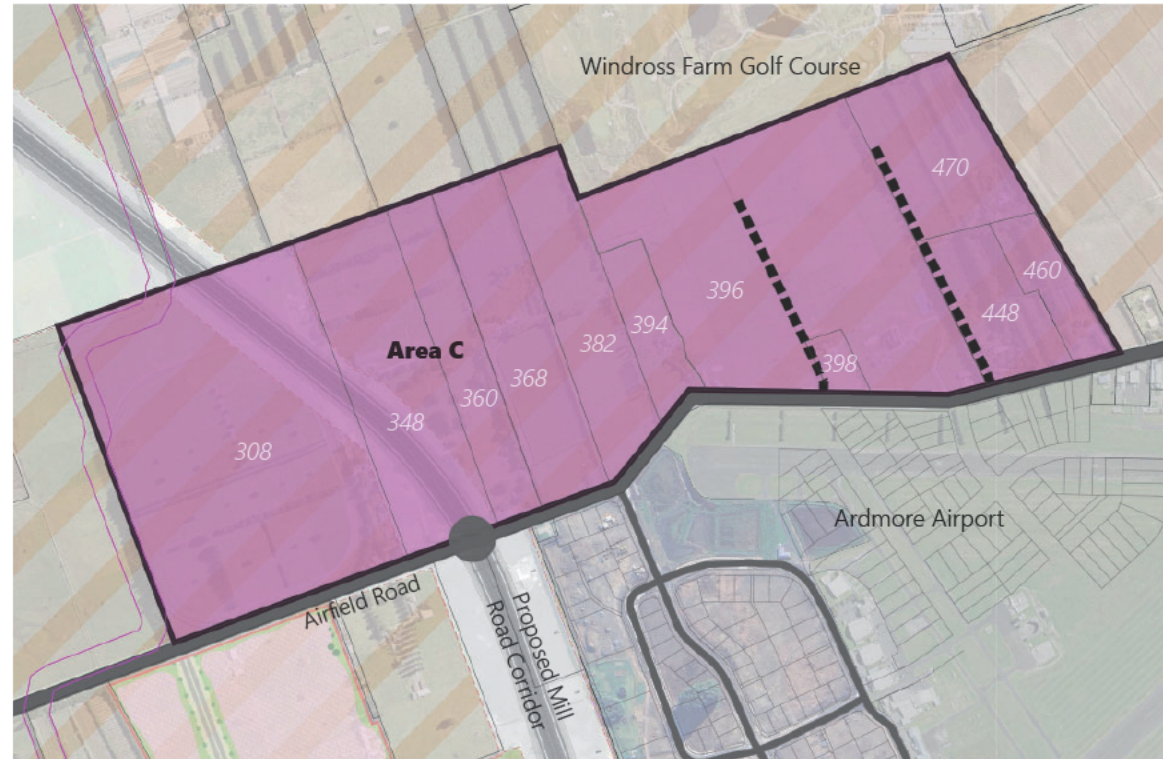 Windross Farm Golf Course
470
460
396
448
394
382
398
Area C
368
360
348
308
Ardmore Airport
Airfield Road
Proposed Mill
Road Corridor